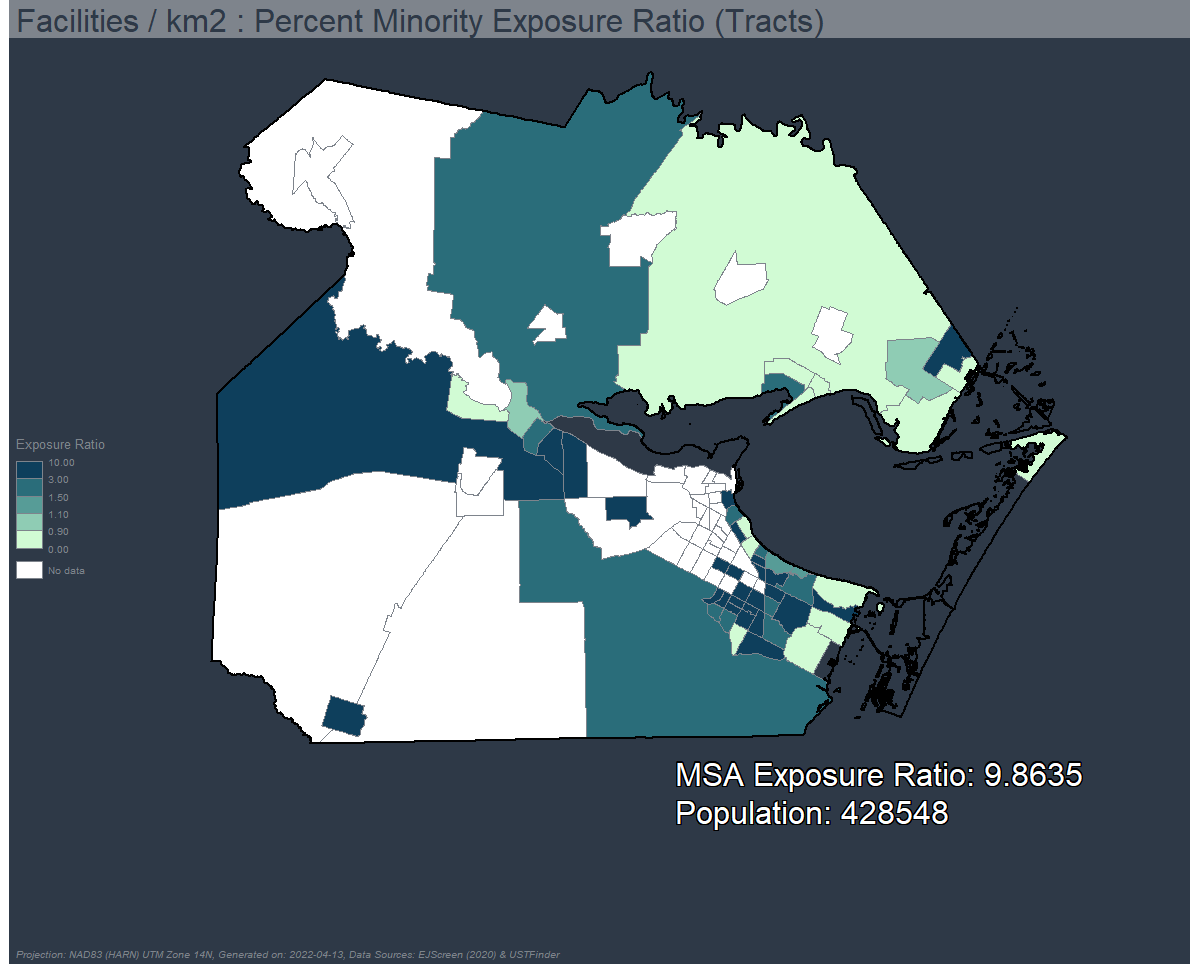 Facilities / km2 : Percent Minority Exposure Ratio (Tracts)
Exposure Ratio
10.00
3.00
1.50
1.10
0.90
0.00
No data
MSA Exposure Ratio: 9.8635
Population: 428548
Projection: NAD83 (HARN) UTM Zone 14N, Generated on: 2022-04-13, Data Sources: EJScreen (2020) & USTFinder